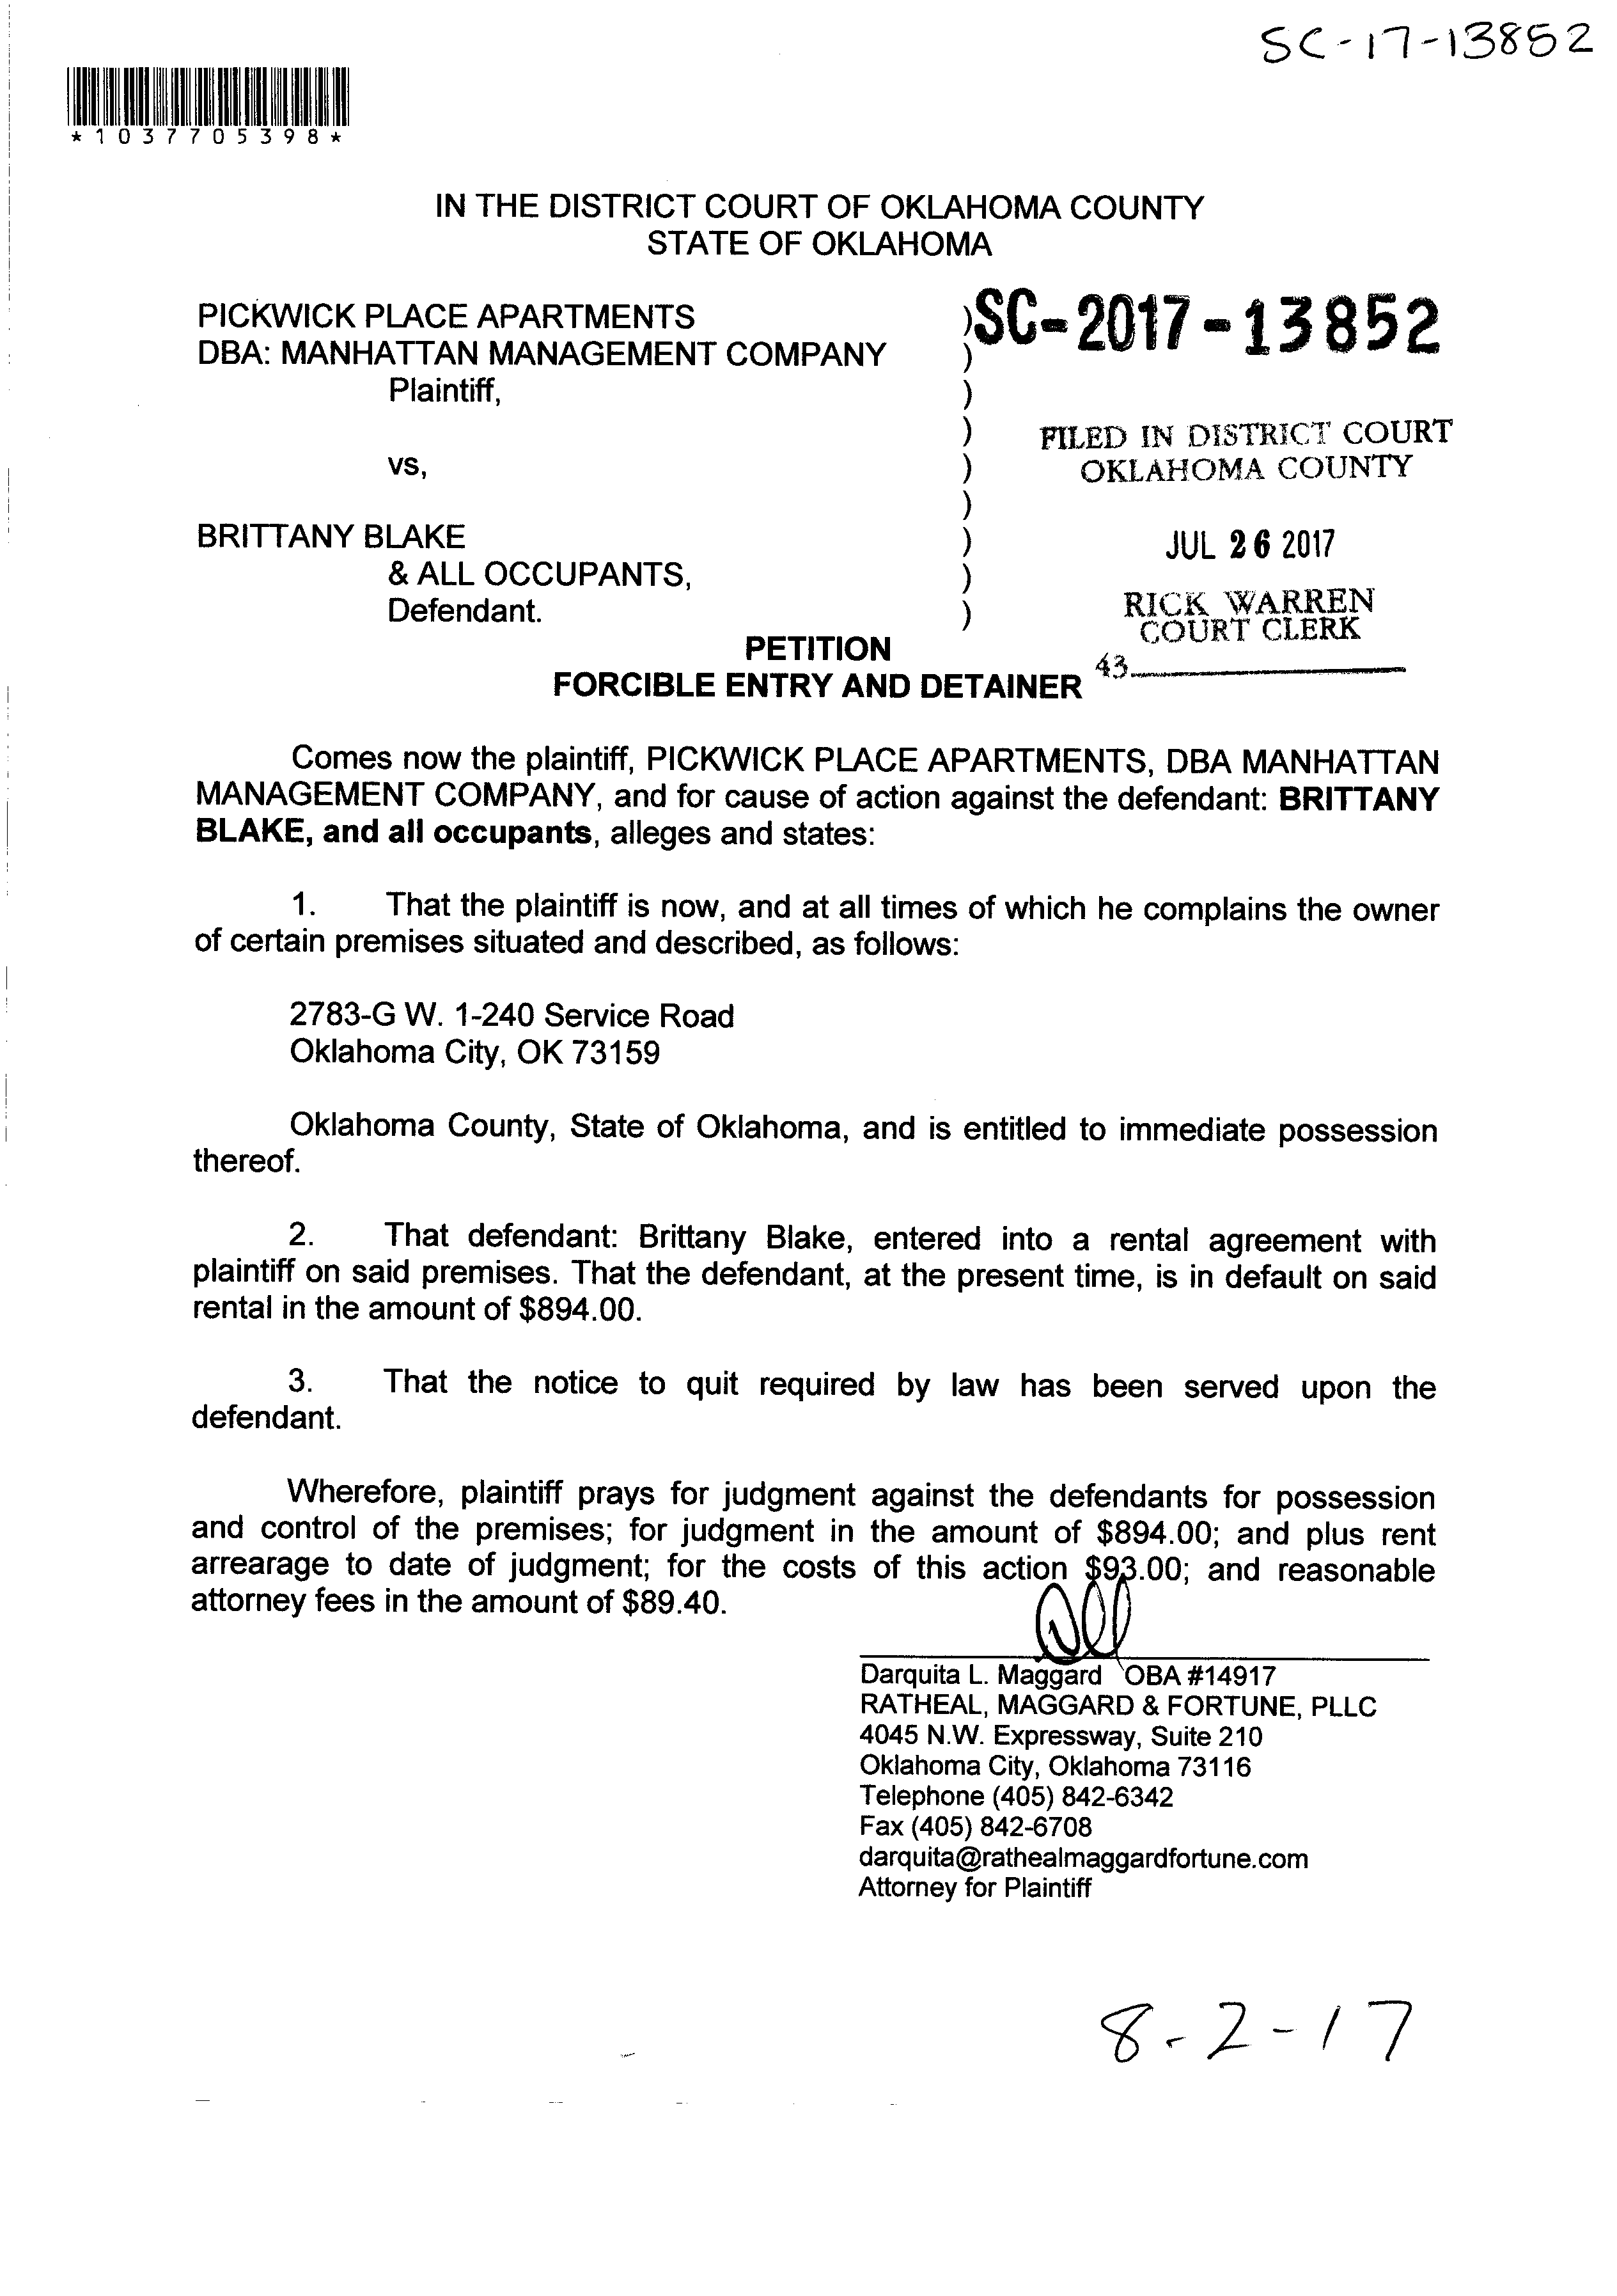 SC-17-13852
*1037705398*
IN THE DISTRICT COURT OF OKLAHOMA COUNTY
STATE OF OKLAHOMA
PICKWICK PLACE APARTMENTS )SC-2017-13852
DBA: MANHATTAN MANAGEMENT COMPANY )
Plaintiff, )
) FILED IN DISTRICT COURT
vs, ) OKLAHOMA COUNTY
)
BRITTANY BLAKE ) JUL 26 2017
& ALL OCCUPANTS, )
Defendant. ) RICK WARREN
COURT CLERK
PETITION
43
FORCIBLE ENTRY AND DETAINER
Comes now the plaintiff, PICKWICK PLACE APARTMENTS, DBA MANHATTAN
MANAGEMENT COMPANY, and for cause of action against the defendant: BRITTANY
BLAKE, and all occupants, alleges and states:
1. That the plaintiff is now, and at all times of which he complains the owner
of certain premises situated and described, as follows:
2783-G W. 1-240 Service Road
Oklahoma City, OK 73159
Oklahoma County, State of Oklahoma, and is entitled to immediate possession
thereof.
2. That defendant: Brittany Blake, entered into a rental agreement with
plaintiff on said premises. That the defendant, at the present time, is in default on said
rental in the amount of $894.00.
3. That the notice to quit required by law has been served upon the
defendant.
Wherefore, plaintiff prays for judgment against the defendants for possession
and control of the premises; for judgment in the amount of $894.00; and plus rent
arrearage to date of judgment; for the costs of this action $93.00; and reasonable
attorney fees in the amount of $89.40.
Darquita L. Maggard OBA #14917
RATHEAL, MAGGARD & FORTUNE, PLLC
4045 N.W. Expressway, Suite 210
Oklahoma City, Oklahoma 73116
Telephone (405) 842-6342
Fax (405) 842-6708
darquita@rathealmaggardfortune.com
Attorney for Plaintiff
8-2-17